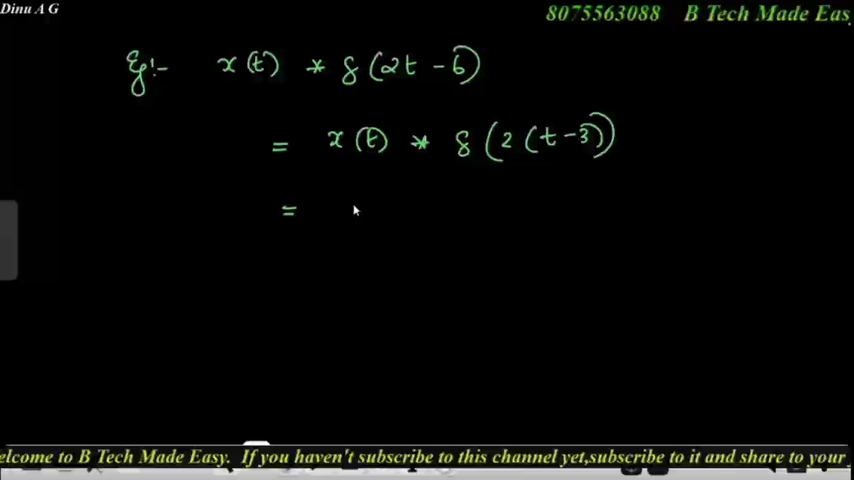 Dinu A G
8075563088 B Tech Made Eas
Eg:- x(t) * δ(2t - 6)
= x(t) * δ(2(t-3))
=
elcome to B Tech Made Easy. If you haven't subscribe to this channel yet,subscribe to it and share to your